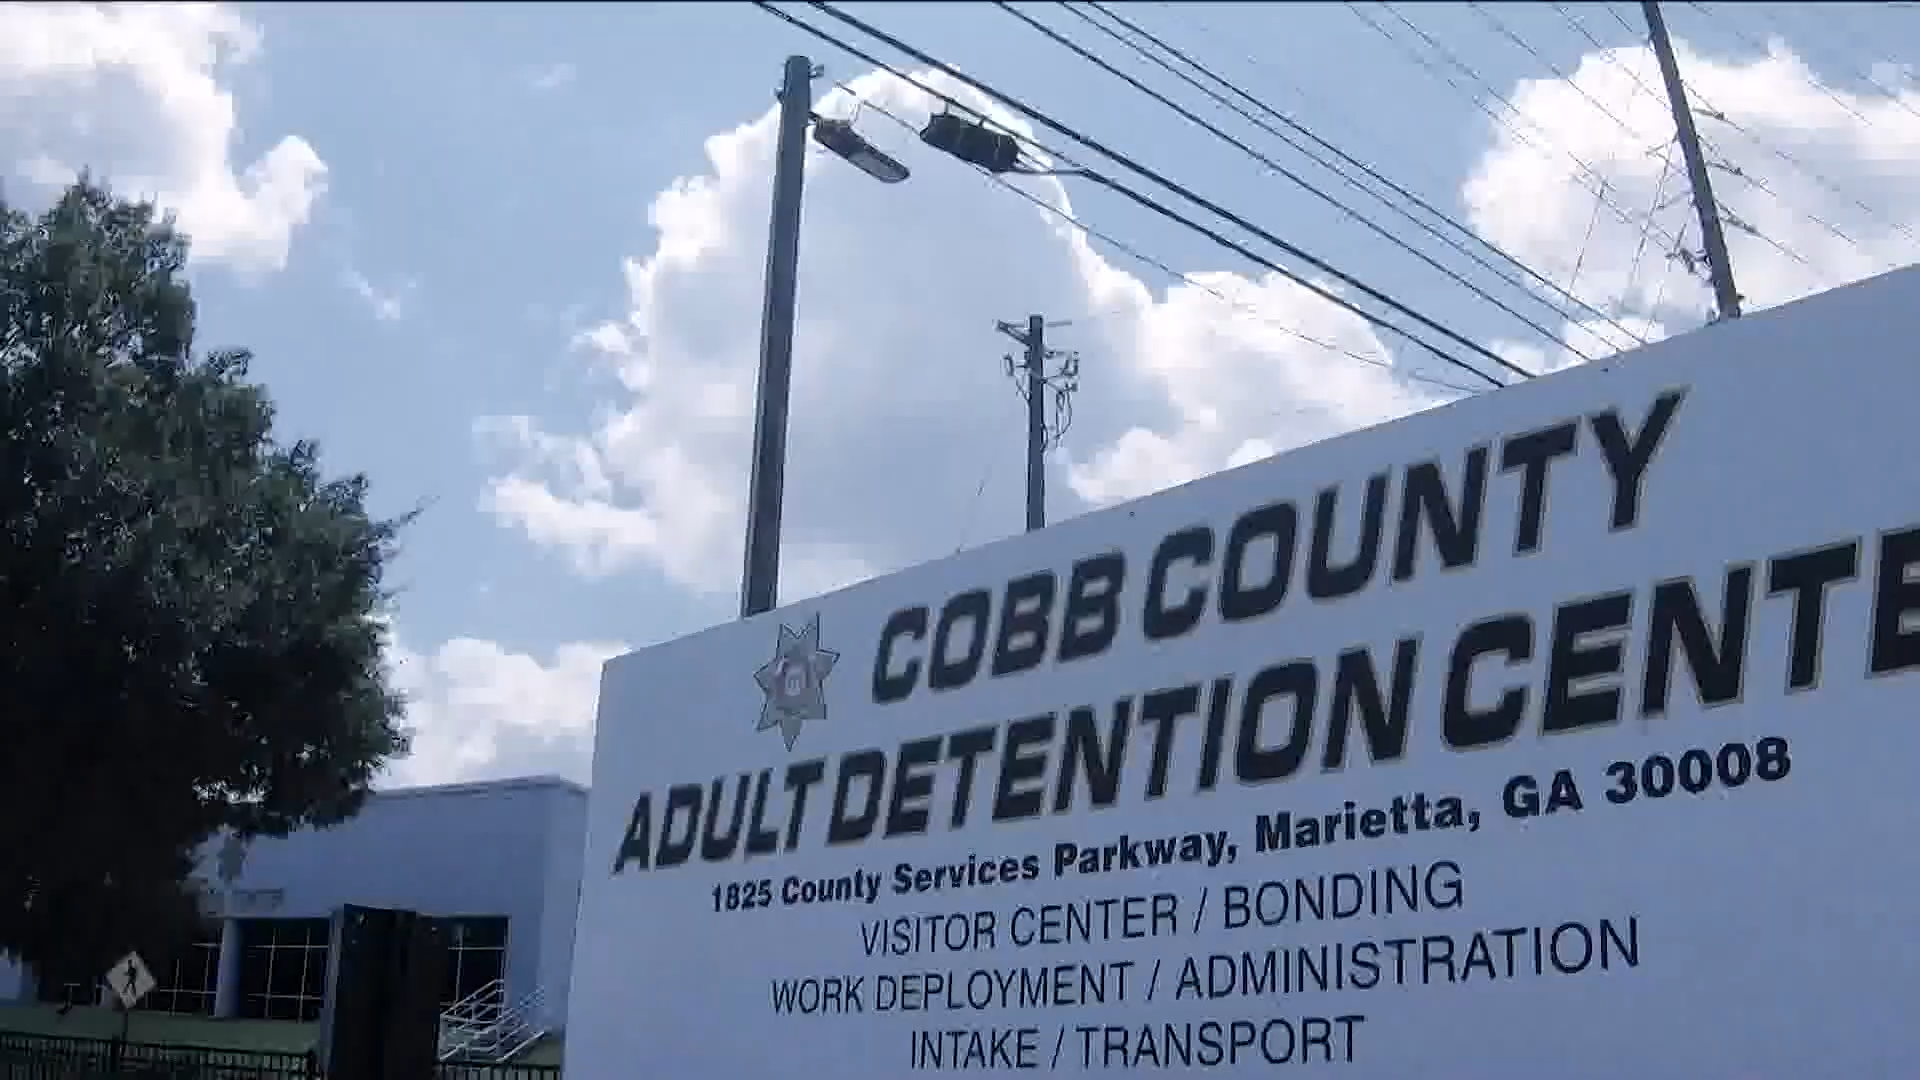 COBB COUNTY
ADULT DETENTION CENTE
1825 County Services Parkway, Marietta, GA 30008
VISITOR CENTER / BONDING
WORK DEPLOYMENT / ADMINISTRATION
INTAKE / TRANSPORT